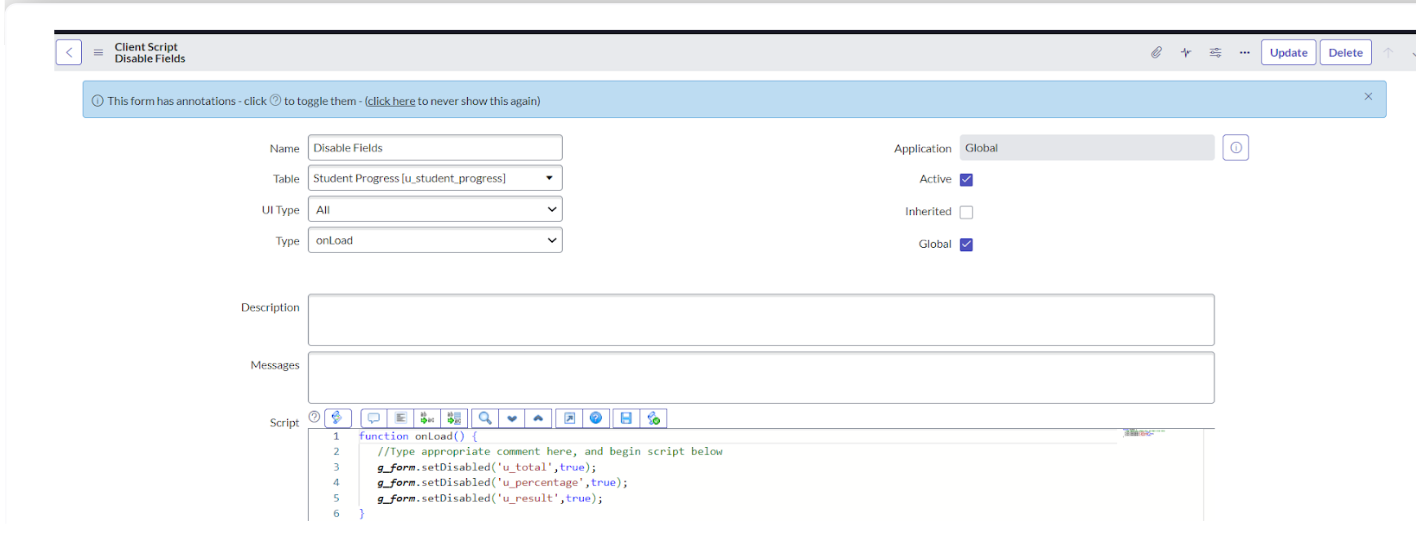 Client Script
Disable Fields
Update
Delete
This form has annotations - click ? to toggle them - (click here to never show this again)
Name Disable Fields
Application Global
Table Student Progress [u_student_progress]
Active
UI Type All
Inherited
Type onLoad
Global
Description
Messages
Script
1 function onLoad() {
2 //Type appropriate comment here, and begin script below
3 g_form.setDisabled('u_total',true);
4 g_form.setDisabled('u_percentage',true);
5 g_form.setDisabled('u_result',true);
6 }